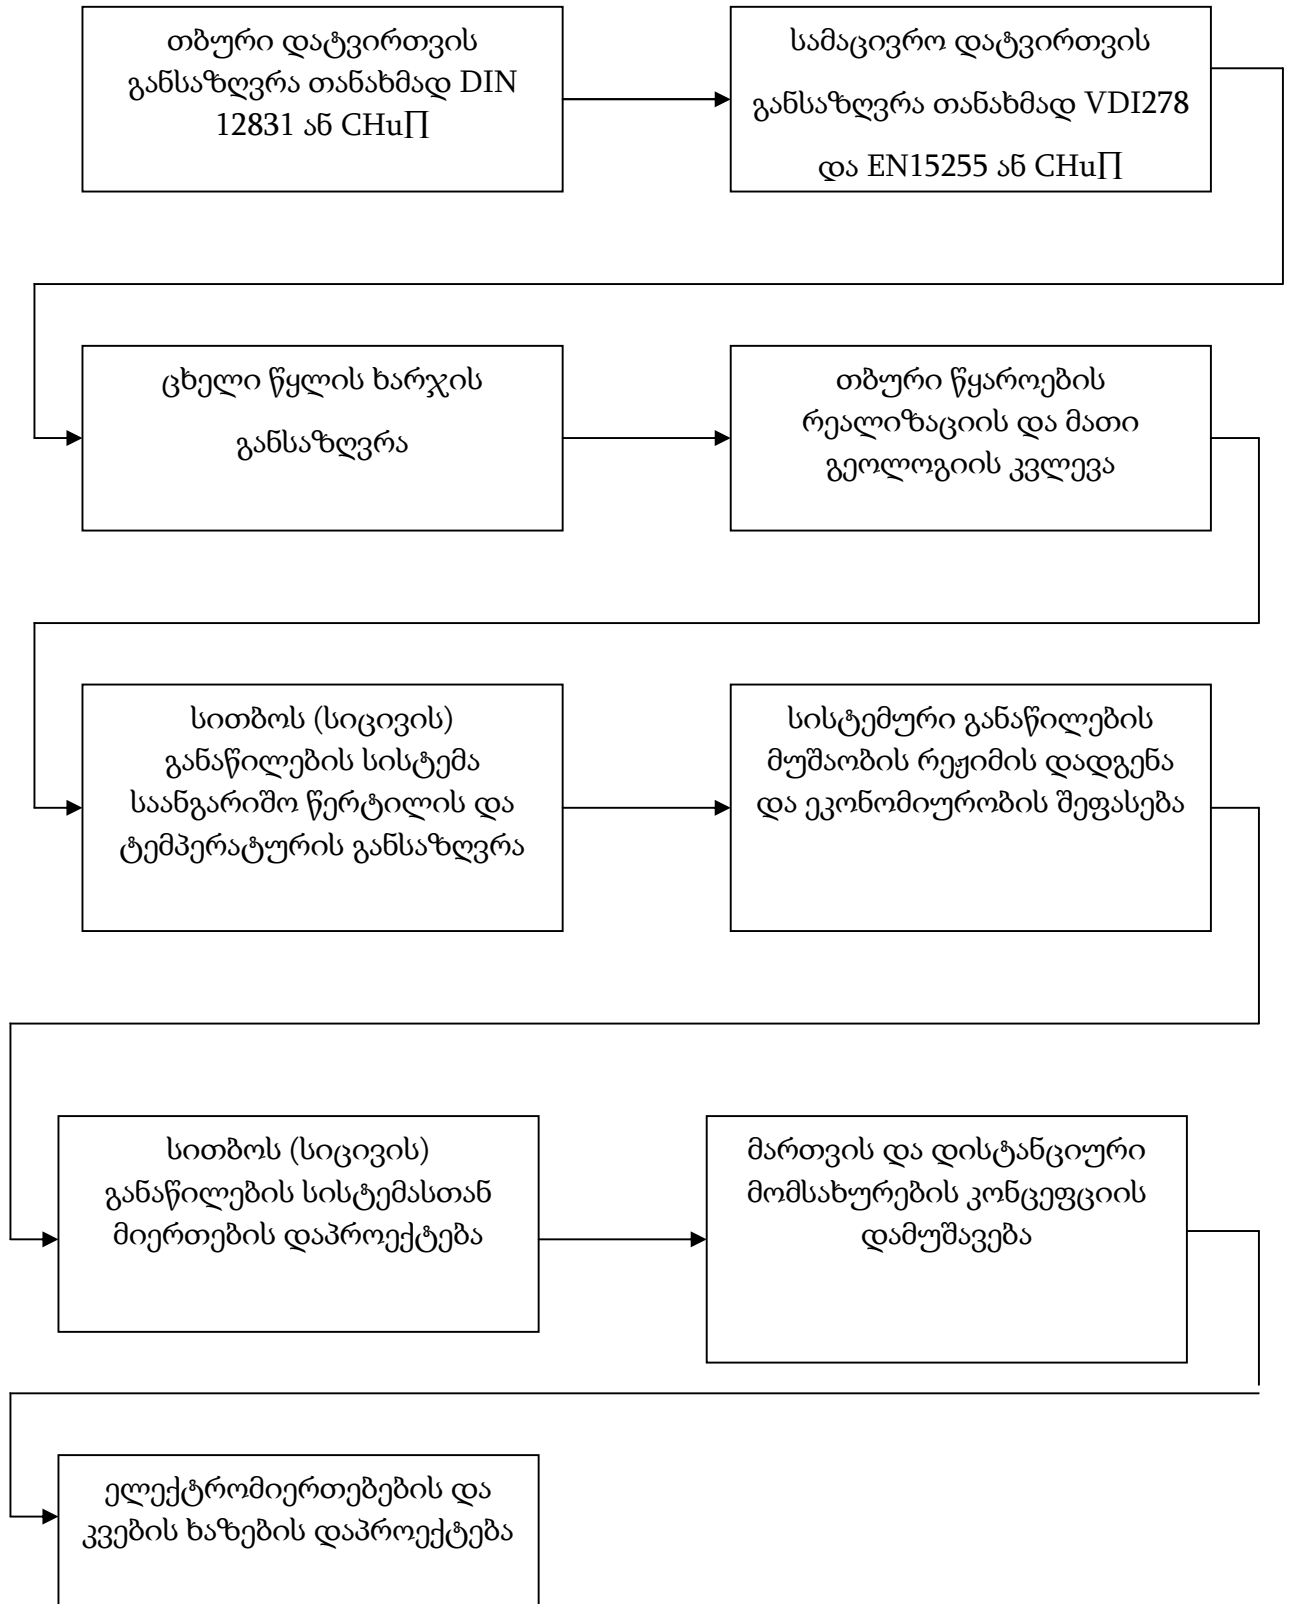 თბური დატვირთვის
განსაზღვრა თანახმად DIN
12831 ან CHuΠ
სამაცივრო დატვირთვის
განსაზღვრა თანახმად VDI278
და EN15255 ან CHuΠ
ცხელი წყლის ხარჯის
განსაზღვრა
თბური წყაროების
რეალიზაციის და მათი
გეოლოგიის კვლევა
სითბოს (სიცივის)
განაწილების სისტემა
საანგარიშო წერტილის და
ტემპერატურის განსაზღვრა
სისტემური განაწილების
მუშაობის რეჟიმის დადგენა
და ეკონომიურობის შეფასება
სითბოს (სიცივის)
განაწილების სისტემასთან
მიერთების დაპროექტება
მართვის და დისტანციური
მომსახურების კონცეფციის
დამუშავება
ელექტრომიერთებების და
კვების ხაზების დაპროექტება